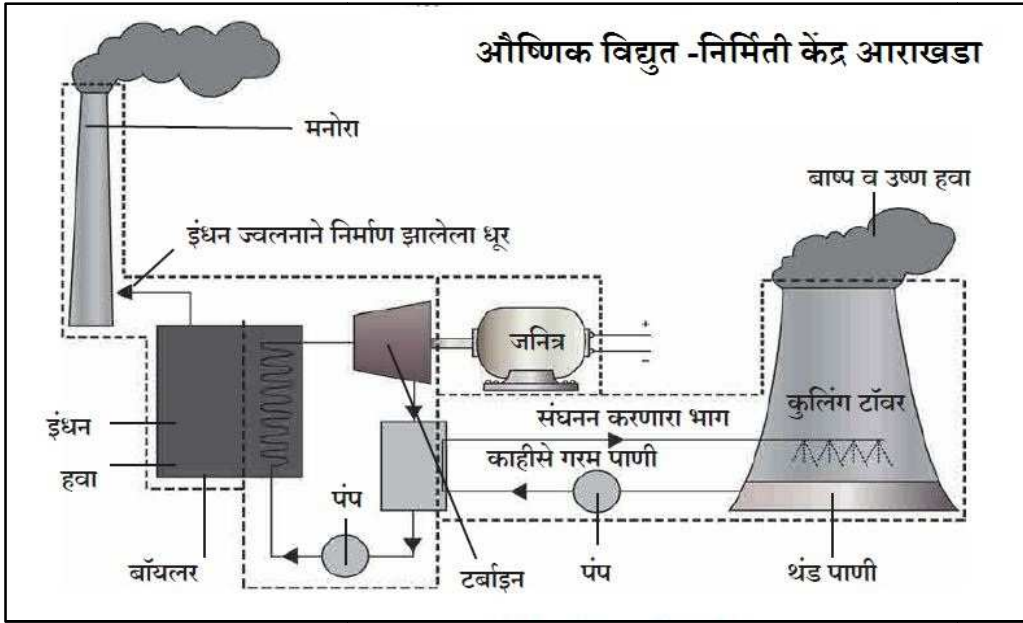 औष्णिक विद्युत -निर्मिती केंद्र आराखडा
मनोरा
बाष्प व उष्ण हवा
इंधन ज्वलनाने निर्माण झालेला धूर
+
जनित्र
–
कुलिंग टॉवर
इंधन
संघनन करणारा भाग
हवा
काहीसे गरम पाणी
पंप
बॉयलर
टर्बाइन
पंप
थंड पाणी